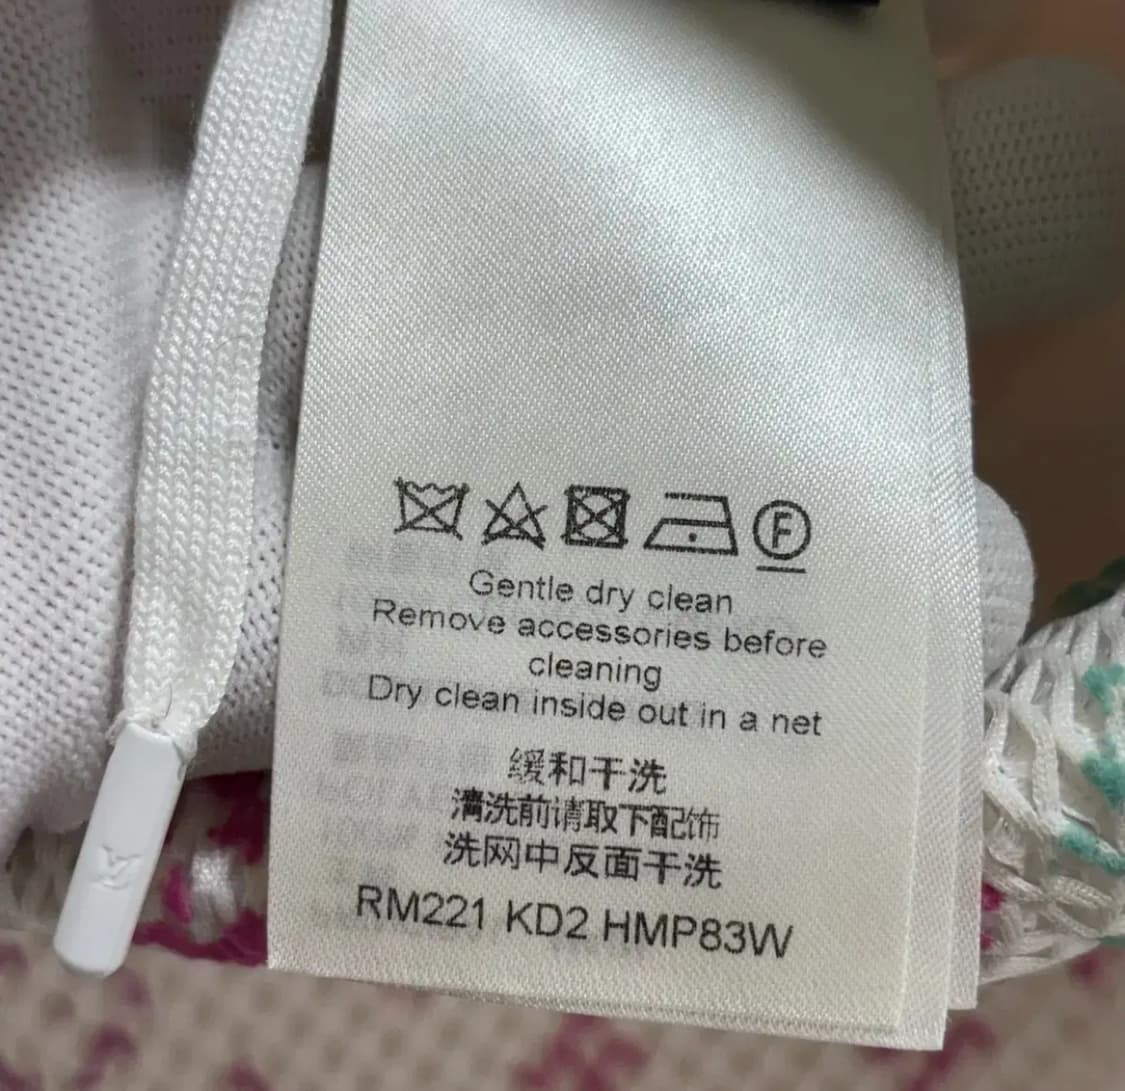 F
Gentle dry clean
Remove accessories before
cleaning
Dry clean inside out in a net
缓和干洗
清洗前请取下配饰
洗网中反面干洗
RM221 KD2 HMP83W
LV